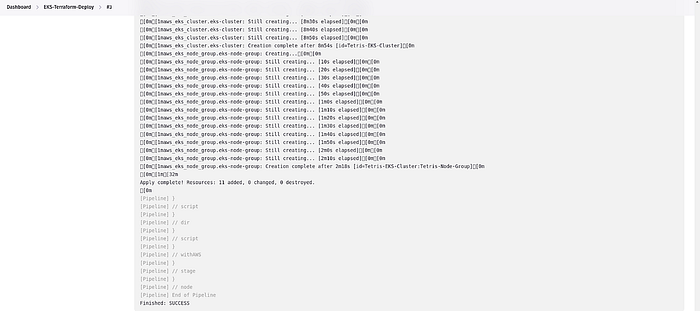 Dashboard > EKS-Terraform-Deploy > #3
[0m[1maws_eks_cluster.eks-cluster: Still creating... [8m30s elapsed][0m[0m
[0m[1maws_eks_cluster.eks-cluster: Still creating... [8m40s elapsed][0m[0m
[0m[1maws_eks_cluster.eks-cluster: Still creating... [8m50s elapsed][0m[0m
[0m[1maws_eks_cluster.eks-cluster: Creation complete after 8m54s [id=Tetris-EKS-Cluster][0m
[0m[1maws_eks_node_group.eks-node-group: Creating...[0m[0m
[0m[1maws_eks_node_group.eks-node-group: Still creating... [10s elapsed][0m[0m
[0m[1maws_eks_node_group.eks-node-group: Still creating... [20s elapsed][0m[0m
[0m[1maws_eks_node_group.eks-node-group: Still creating... [30s elapsed][0m[0m
[0m[1maws_eks_node_group.eks-node-group: Still creating... [40s elapsed][0m[0m
[0m[1maws_eks_node_group.eks-node-group: Still creating... [50s elapsed][0m[0m
[0m[1maws_eks_node_group.eks-node-group: Still creating... [1m0s elapsed][0m[0m
[0m[1maws_eks_node_group.eks-node-group: Still creating... [1m10s elapsed][0m[0m
[0m[1maws_eks_node_group.eks-node-group: Still creating... [1m20s elapsed][0m[0m
[0m[1maws_eks_node_group.eks-node-group: Still creating... [1m30s elapsed][0m[0m
[0m[1maws_eks_node_group.eks-node-group: Still creating... [1m40s elapsed][0m[0m
[0m[1maws_eks_node_group.eks-node-group: Still creating... [1m50s elapsed][0m[0m
[0m[1maws_eks_node_group.eks-node-group: Still creating... [2m0s elapsed][0m[0m
[0m[1maws_eks_node_group.eks-node-group: Still creating... [2m10s elapsed][0m[0m
[0m[1maws_eks_node_group.eks-node-group: Creation complete after 2m18s [id=Tetris-EKS-Cluster:Tetris-Node-Group][0m
[0m[1m[32m
Apply complete! Resources: 11 added, 0 changed, 0 destroyed.
[0m
[Pipeline] }
[Pipeline] // script
[Pipeline] }
[Pipeline] // dir
[Pipeline] }
[Pipeline] // script
[Pipeline] }
[Pipeline] // withAWS
[Pipeline] }
[Pipeline] // stage
[Pipeline] }
[Pipeline] // node
[Pipeline] End of Pipeline
Finished: SUCCESS